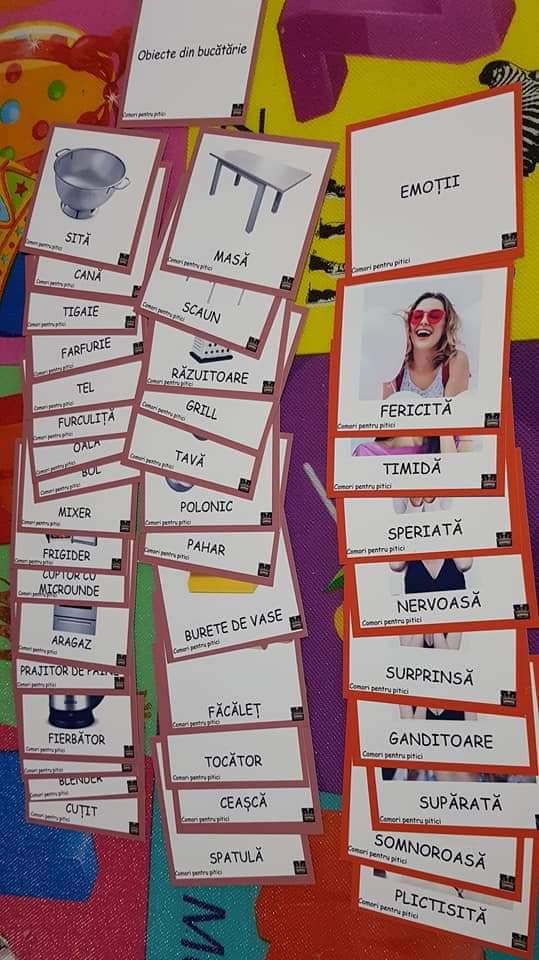 Obiecte din bucătărie
Comori pentru pitici
SITĂ
Comori pentru pitici
CANĂ
Comori pentru pitici
TIGAIE
Comori pentru pitici
FARFURIE
Comori pentru pitici
TEL
Comori pentru pitici
FURCULIȚĂ
Comori pentru pitici
OALĂ
Comori pentru pitici
BOL
Comori pentru pitici
MIXER
Comori pentru pitici
FRIGIDER
Comori pentru pitici
CUPTOR CU
MICROUNDE
Comori pentru pitici
ARAGAZ
Comori pentru pitici
PRAJITOR DE PAINE
Comori pentru pitici
FIERBĂTOR
Comori pentru pitici
Comori pentru pitici
BLENDER
Comori pentru pitici
CUȚIT
Comori pentru pitici
MASĂ
Comori pentru pitici
SCAUN
Comori pentru pitici
RĂZUITOARE
Comori pentru pitici
GRILL
Comori pentru pitici
TAVĂ
Comori pentru pitici
POLONIC
Comori pentru pitici
PAHAR
Comori pentru pitici
BURETE DE VASE
Comori pentru pitici
FĂCĂLEȚ
Comori pentru pitici
TOCĂTOR
Comori pentru pitici
CEAȘCĂ
Comori pentru pitici
SPATULĂ
Comori pentru pitici
EMOȚII
Comori pentru pitici
FERICITĂ
Comori pentru pitici
TIMIDĂ
Comori pentru pitici
SPERIATĂ
Comori pentru pitici
NERVOASĂ
Comori pentru pitici
SURPRINSĂ
Comori pentru pitici
GANDITOARE
Comori pentru pitici
SUPĂRATĂ
Comori pentru pitici
SOMNOROASĂ
Comori pentru pitici
PLICTISITĂ
Comori pentru pitici